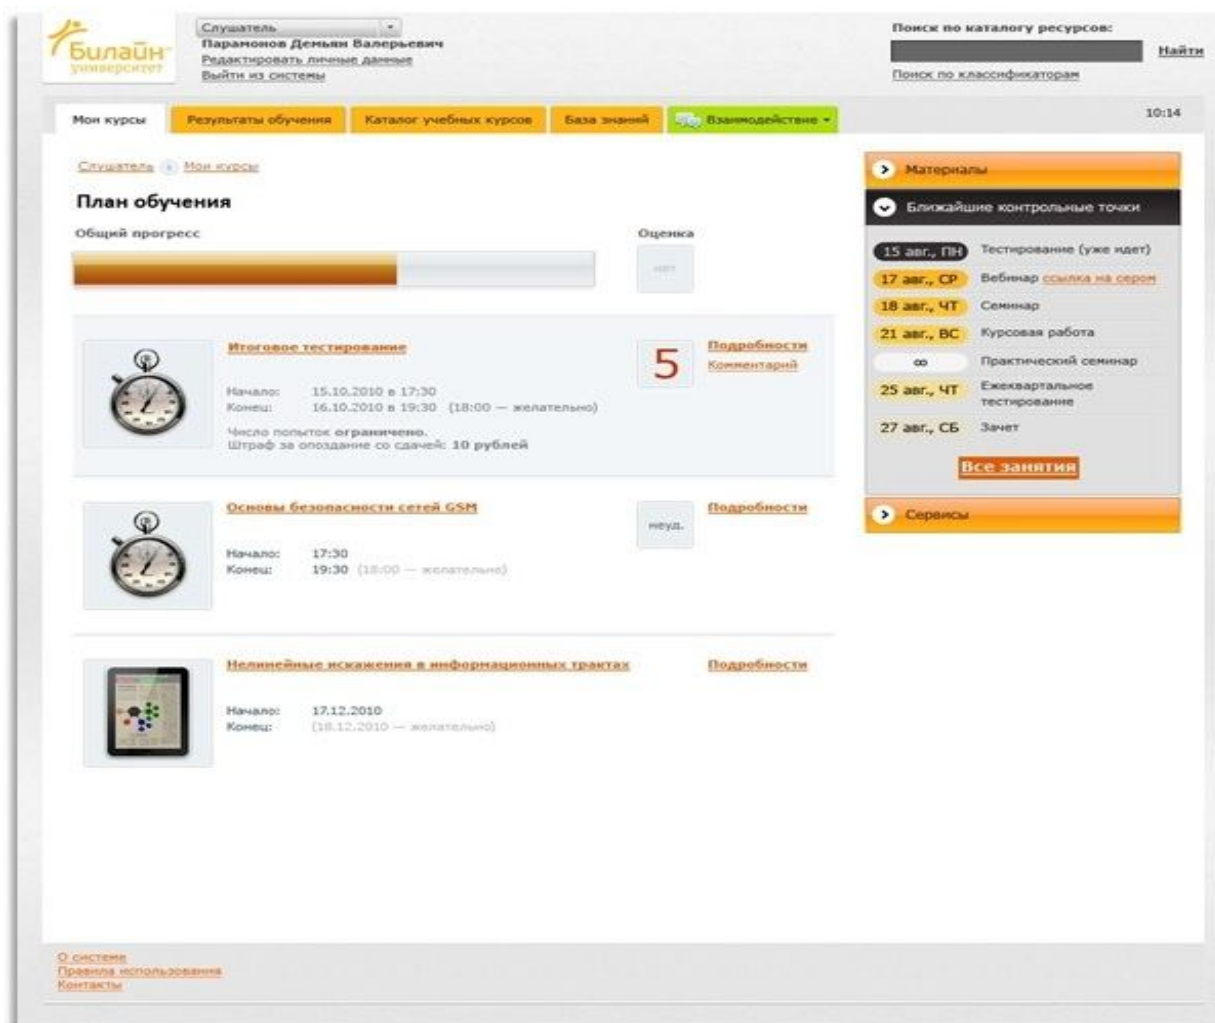 Слушатель
Парамонов Демьян Валерьевич
Редактировать личные данные
Выйти из системы
Билайн
университет
Поиск по каталогу ресурсов:
Найти
Поиск по классификаторам
Мои курсы
Результаты обучения
Каталог учебных курсов
База знаний
Взаимодействие
10:14
Слушатель Мои курсы
План обучения
Общий прогресс
Оценка
нет
Итоговое тестирование
5
Подробности
Комментарий
Начало: 15.10.2010 в 17:30
Конец: 16.10.2010 в 19:30 (18:00 — желательно)
Число попыток ограничено.
Штраф за опоздание со сдачей: 10 рублей
Основы безопасности сетей GSM
неуд.
Подробности
Начало: 17:30
Конец: 19:30 (18:00 — желательно)
Нелинейные искажения в информационных трактах
Подробности
Начало: 17.12.2010
Конец: (18.12.2010 — желательно)
Материалы
Ближайшие контрольные точки
15 авг., ПН Тестирование (уже идет)
17 авг., СР Вебинар ссылка на сером
18 авг., ЧТ Семинар
21 авг., ВС Курсовая работа
∞ Практический семинар
25 авг., ЧТ Ежеквартальное
тестирование
27 авг., СБ Зачет
Все занятия
Сервисы
О системе
Правила использования
Контакты